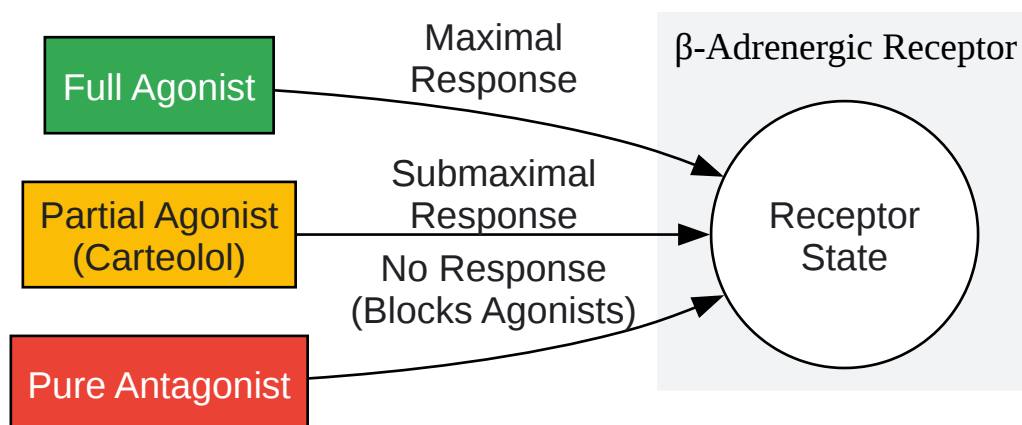 Full Agonist
Maximal
Response
β-Adrenergic Receptor
Partial Agonist
(Carteolol)
Submaximal
Response
Receptor
State
No Response
(Blocks Agonists)
Pure Antagonist